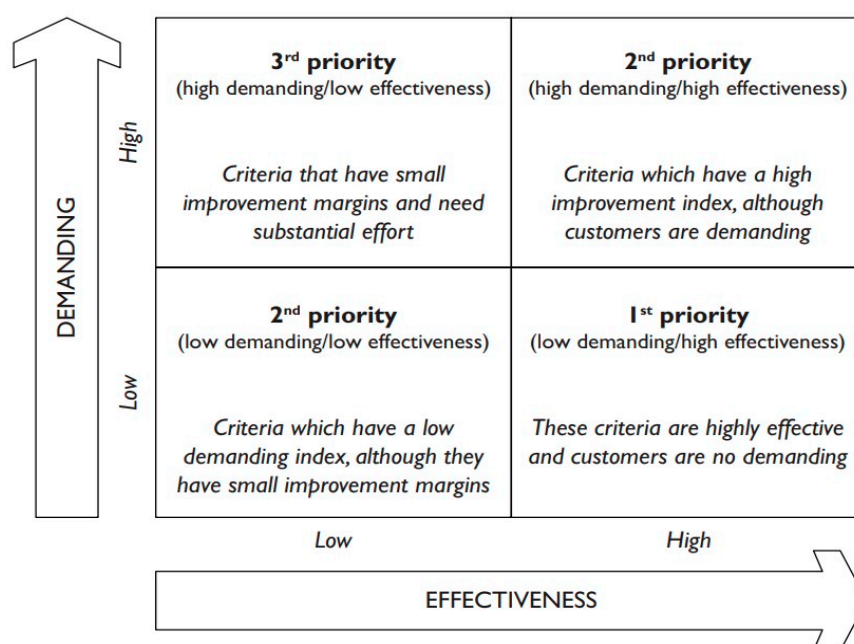 3rd priority
(high demanding/low effectiveness)
Criteria that have small
improvement margins and need
substantial effort
2nd priority
(high demanding/high effectiveness)
Criteria which have a high
improvement index, although
customers are demanding
DEMANDING
High
Low
2nd priority
(low demanding/low effectiveness)
Criteria which have a low
demanding index, although they
have small improvement margins
1st priority
(low demanding/high effectiveness)
These criteria are highly effective
and customers are no demanding
Low
High
EFFECTIVENESS